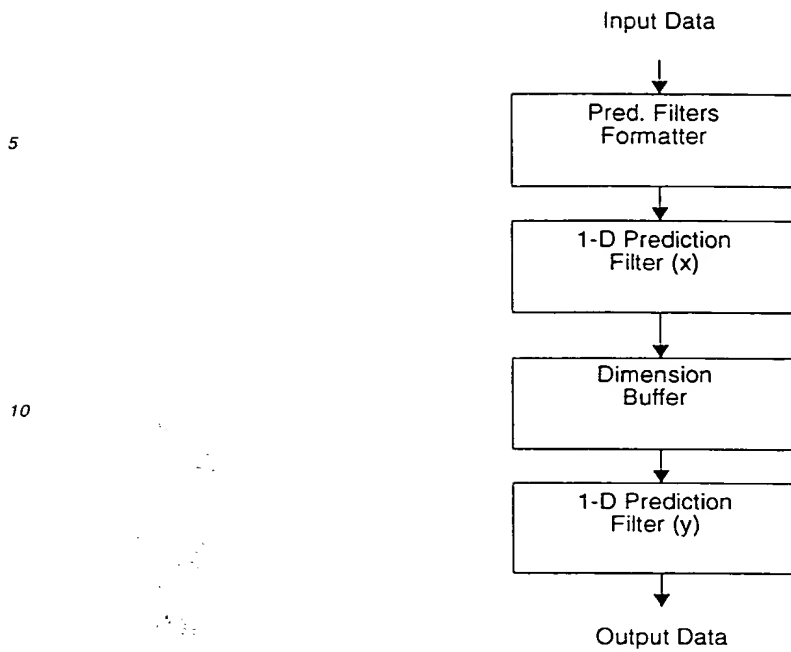 Input Data
5
Pred. Filters
Formatter
1-D Prediction
Filter (x)
Dimension
Buffer
10
1-D Prediction
Filter (y)
Output Data